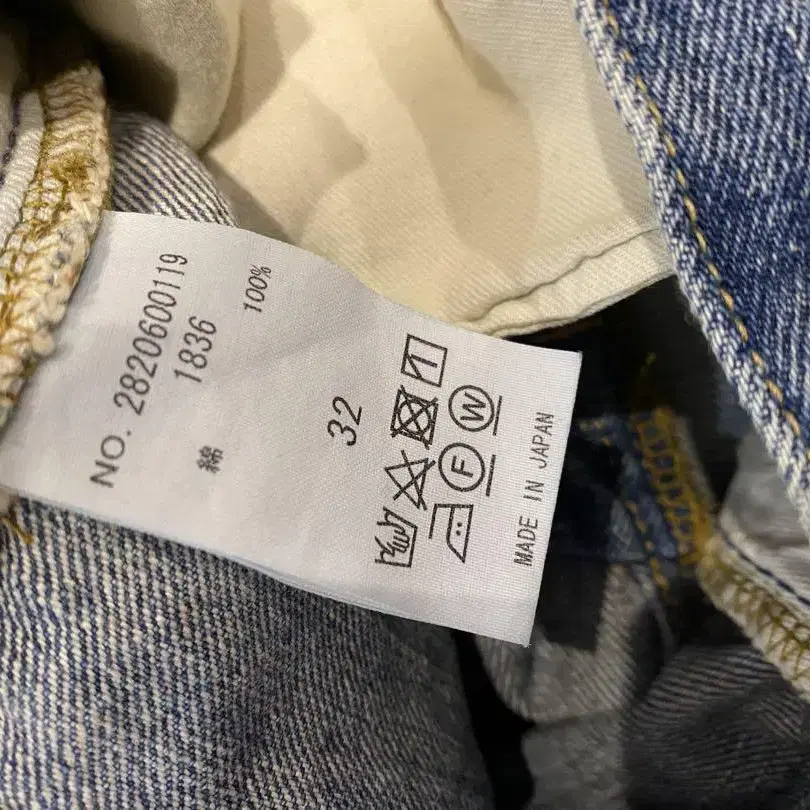 NO. 2820600119
1836
綿 100%
32
W
F
MADE IN JAPAN